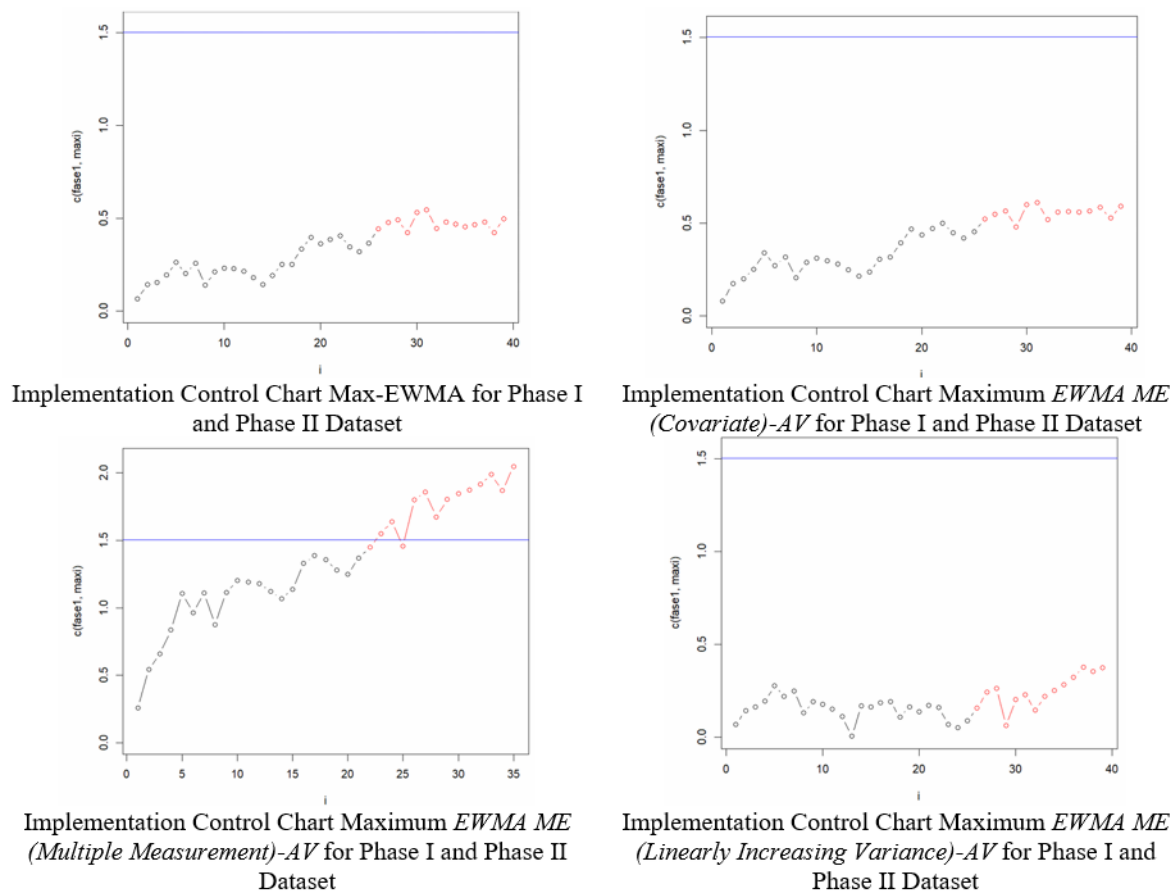 1.5
1.0
0.5
0.0
c(fase1, maxi)
0 10 20 30 40
i
Implementation Control Chart Max-EWMA for Phase I
and Phase II Dataset
1.5
1.0
0.5
0.0
c(fase1, maxi)
0 10 20 30 40
i
Implementation Control Chart Maximum EWMA ME
(Covariate)-AV for Phase I and Phase II Dataset
2.0
1.5
1.0
0.5
0.0
c(fase1, maxi)
0 5 10 15 20 25 30 35
i
Implementation Control Chart Maximum EWMA ME
(Multiple Measurement)-AV for Phase I and Phase II
Dataset
1.5
1.0
0.5
0.0
c(fase1, maxi)
0 10 20 30 40
i
Implementation Control Chart Maximum EWMA ME
(Linearly Increasing Variance)-AV for Phase I and
Phase II Dataset